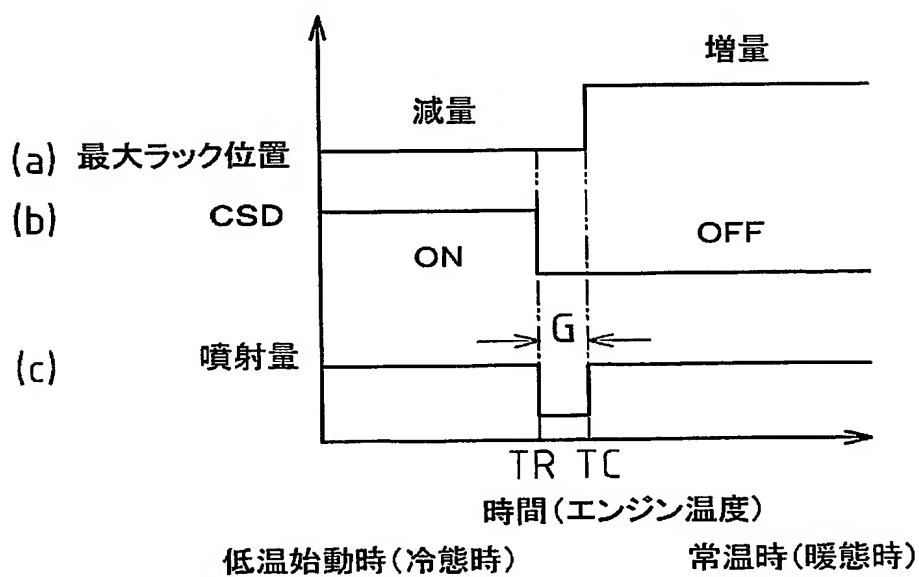 増量
減量
(a) 最大ラック位置
(b) CSD
ON
OFF
G
(c) 噴射量
TR TC
時間(エンジン温度)
低温始動時(冷態時) 常温時(暖態時)